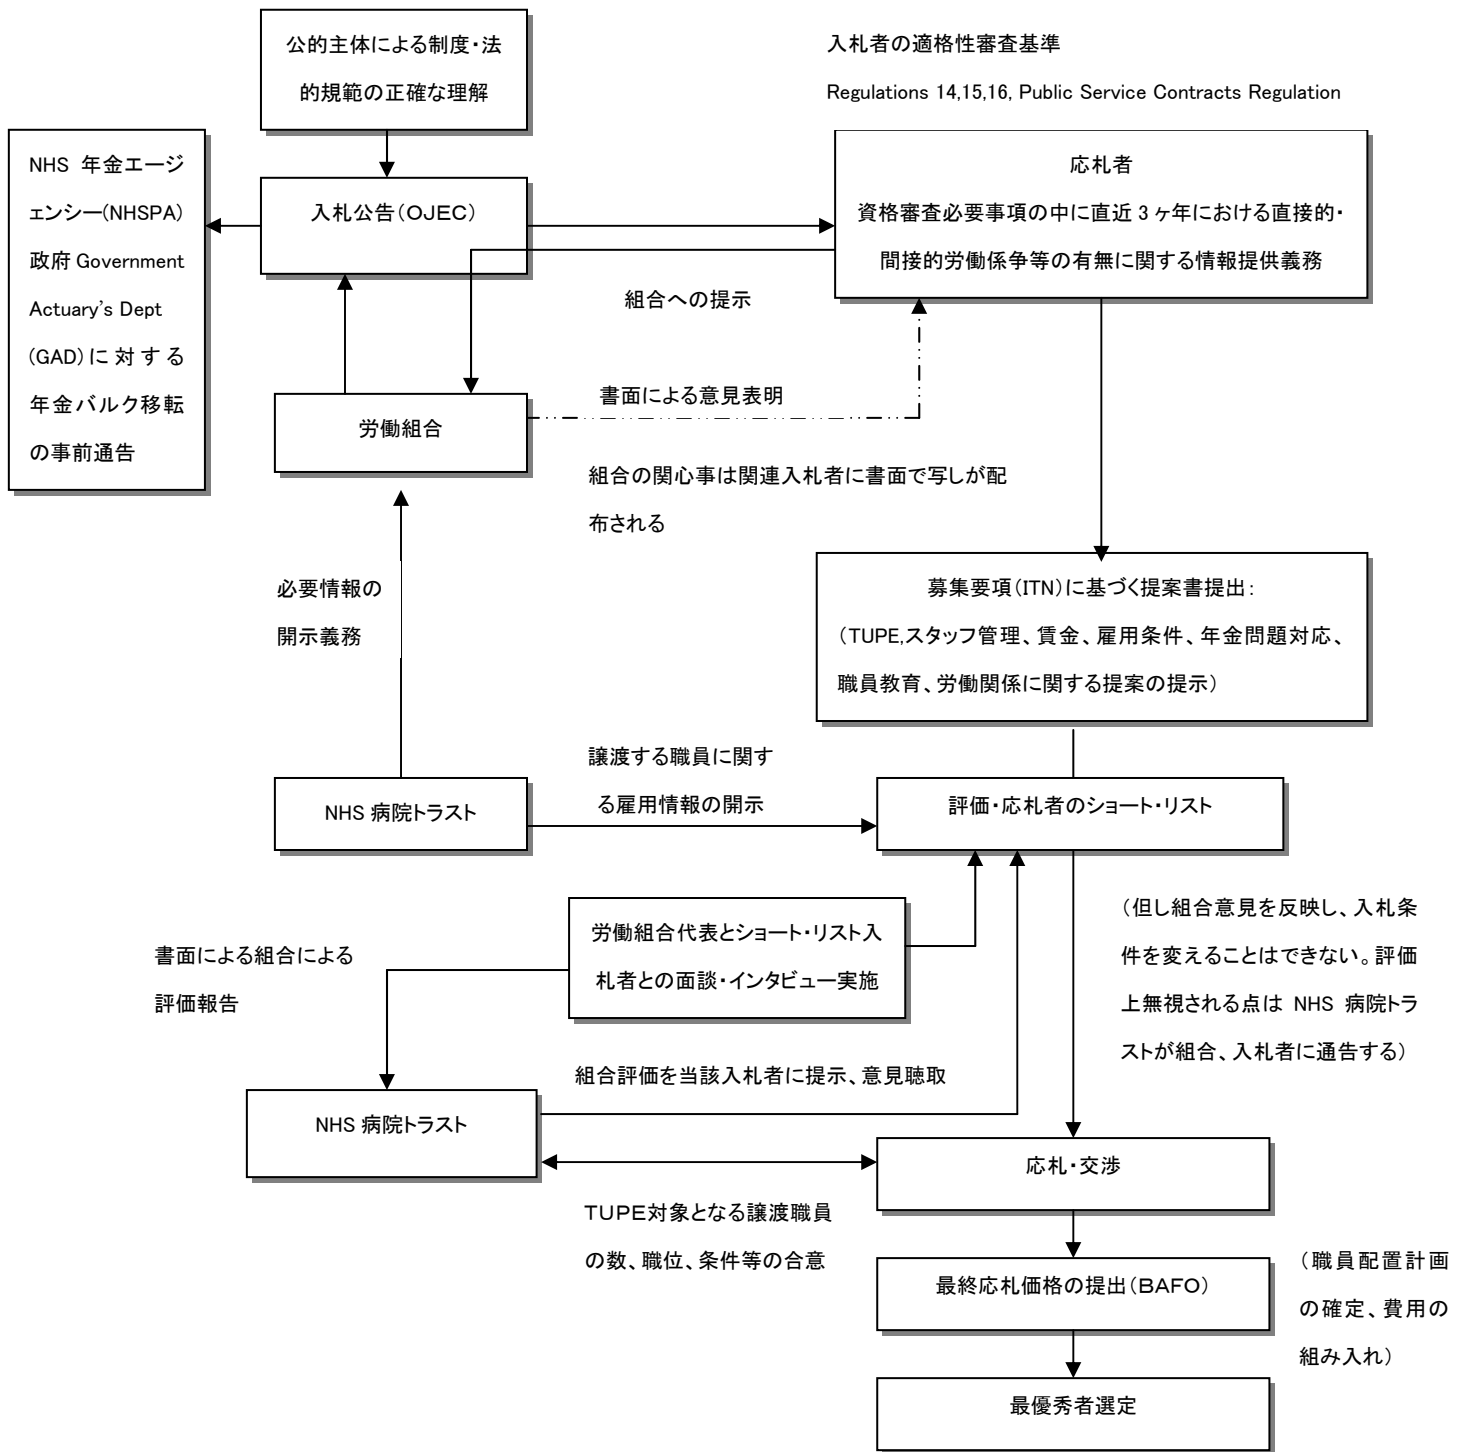 公的主体による制度・法
的規範の正確な理解
入札者の適格性審査基準
Regulations 14,15,16, Public Service Contracts Regulation
NHS 年金エージ
ェンシー(NHSPA)
政府 Government
Actuary's Dept
(GAD)に対する
年金バルク移転
の事前通告
入札公告(OJEC)
応札者
資格審査必要事項の中に直近3ヶ年における直接的・
間接的労働係争等の有無に関する情報提供義務
組合への提示
書面による意見表明
労働組合
組合の関心事は関連入札者に書面で写しが配
布される
必要情報の
開示義務
募集要項(ITN)に基づく提案書提出:
(TUPE,スタッフ管理、賃金、雇用条件、年金問題対応、
職員教育、労働関係に関する提案の提示)
譲渡する職員に関す
る雇用情報の開示
NHS 病院トラスト
評価・応札者のショート・リスト
労働組合代表とショート・リスト入
札者との面談・インタビュー実施
(但し組合意見を反映し、入札条
件を変えることはできない。評価
上無視される点は NHS 病院トラ
ストが組合、入札者に通告する)
書面による組合による
評価報告
組合評価を当該入札者に提示、意見聴取
NHS 病院トラスト
応札・交渉
TUPE対象となる譲渡職員
の数、職位、条件等の合意
最終応札価格の提出(BAFO)
(職員配置計画
の確定、費用の
組み入れ)
最優秀者選定